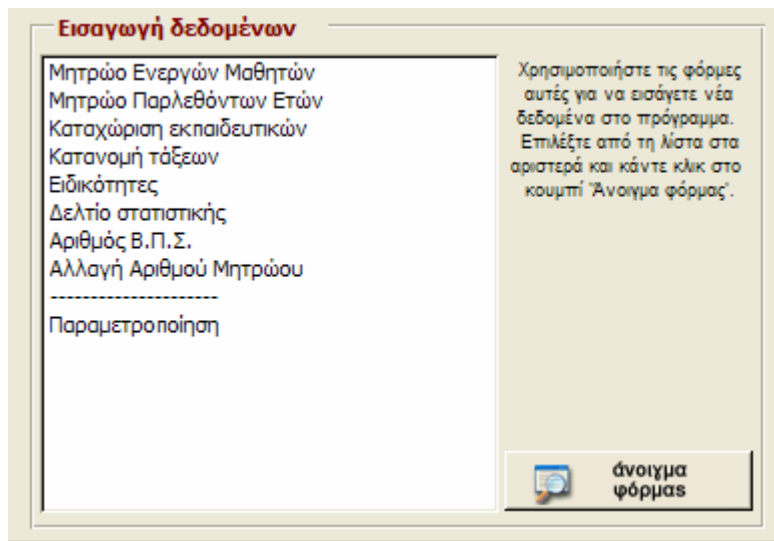 Εισαγωγή δεδομένων
Μητρώο Ενεργών Μαθητών
Μητρώο Παρλεθόντων Ετών
Καταχώριση εκπαιδευτικών
Κατανομή τάξεων
Ειδικότητες
Δελτίο στατιστικής
Αριθμός Β.Π.Σ.
Αλλαγή Αριθμού Μητρώου
---------------------
Παραμετροποίηση
Χρησιμοποιήστε τις φόρμες
αυτές για να εισάγετε νέα
δεδομένα στο πρόγραμμα.
Επιλέξτε από τη λίστα στα
αριστερά και κάντε κλικ στο
κουμπί 'Άνοιγμα φόρμας'.
άνοιγμα
φόρμας